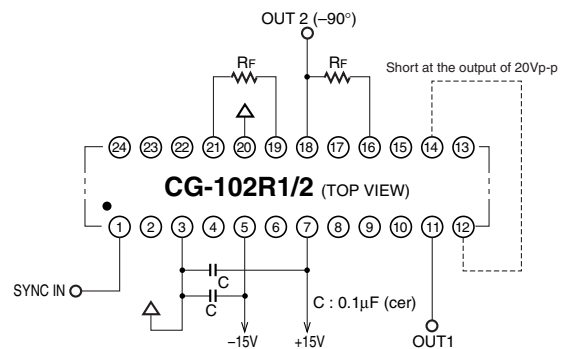 OUT 2 (–90°)
RF
RF
Short at the output of 20Vp-p
24 23 22 21 20 19 18 17 16 15 14 13
CG-102R1/2 (TOP VIEW)
1 2 3 4 5 6 7 8 9 10 11 12
C
SYNC IN
C
C : 0.1μF (cer)
–15V
+15V
OUT1